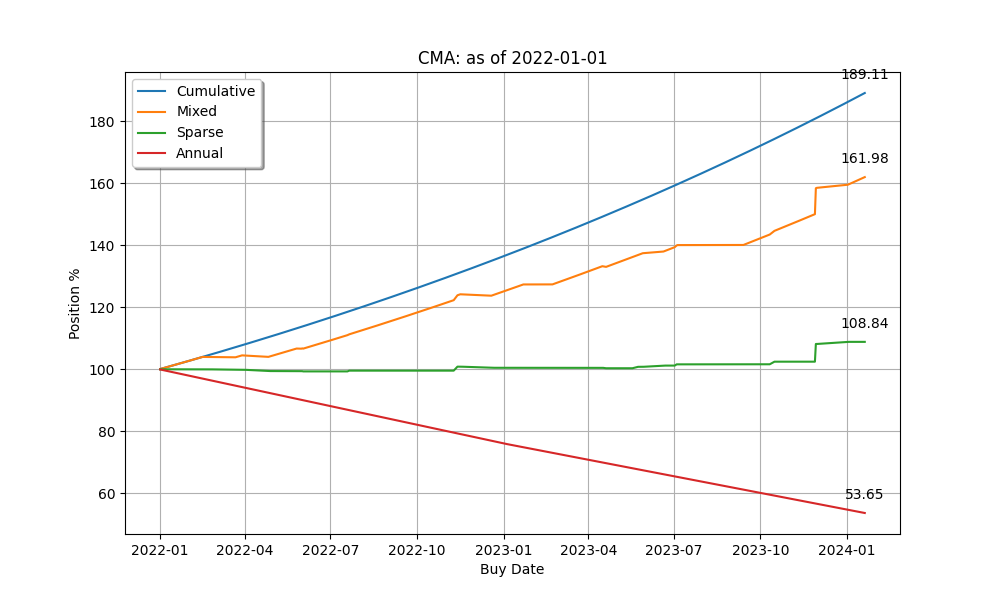 CMA: as of 2022-01-01
189.11
Cumulative
Mixed
Sparse
Annual
161.98
108.84
53.65
Position %
180
160
140
120
100
80
60
2022-01 2022-04 2022-07 2022-10 2023-01 2023-04 2023-07 2023-10 2024-01
Buy Date